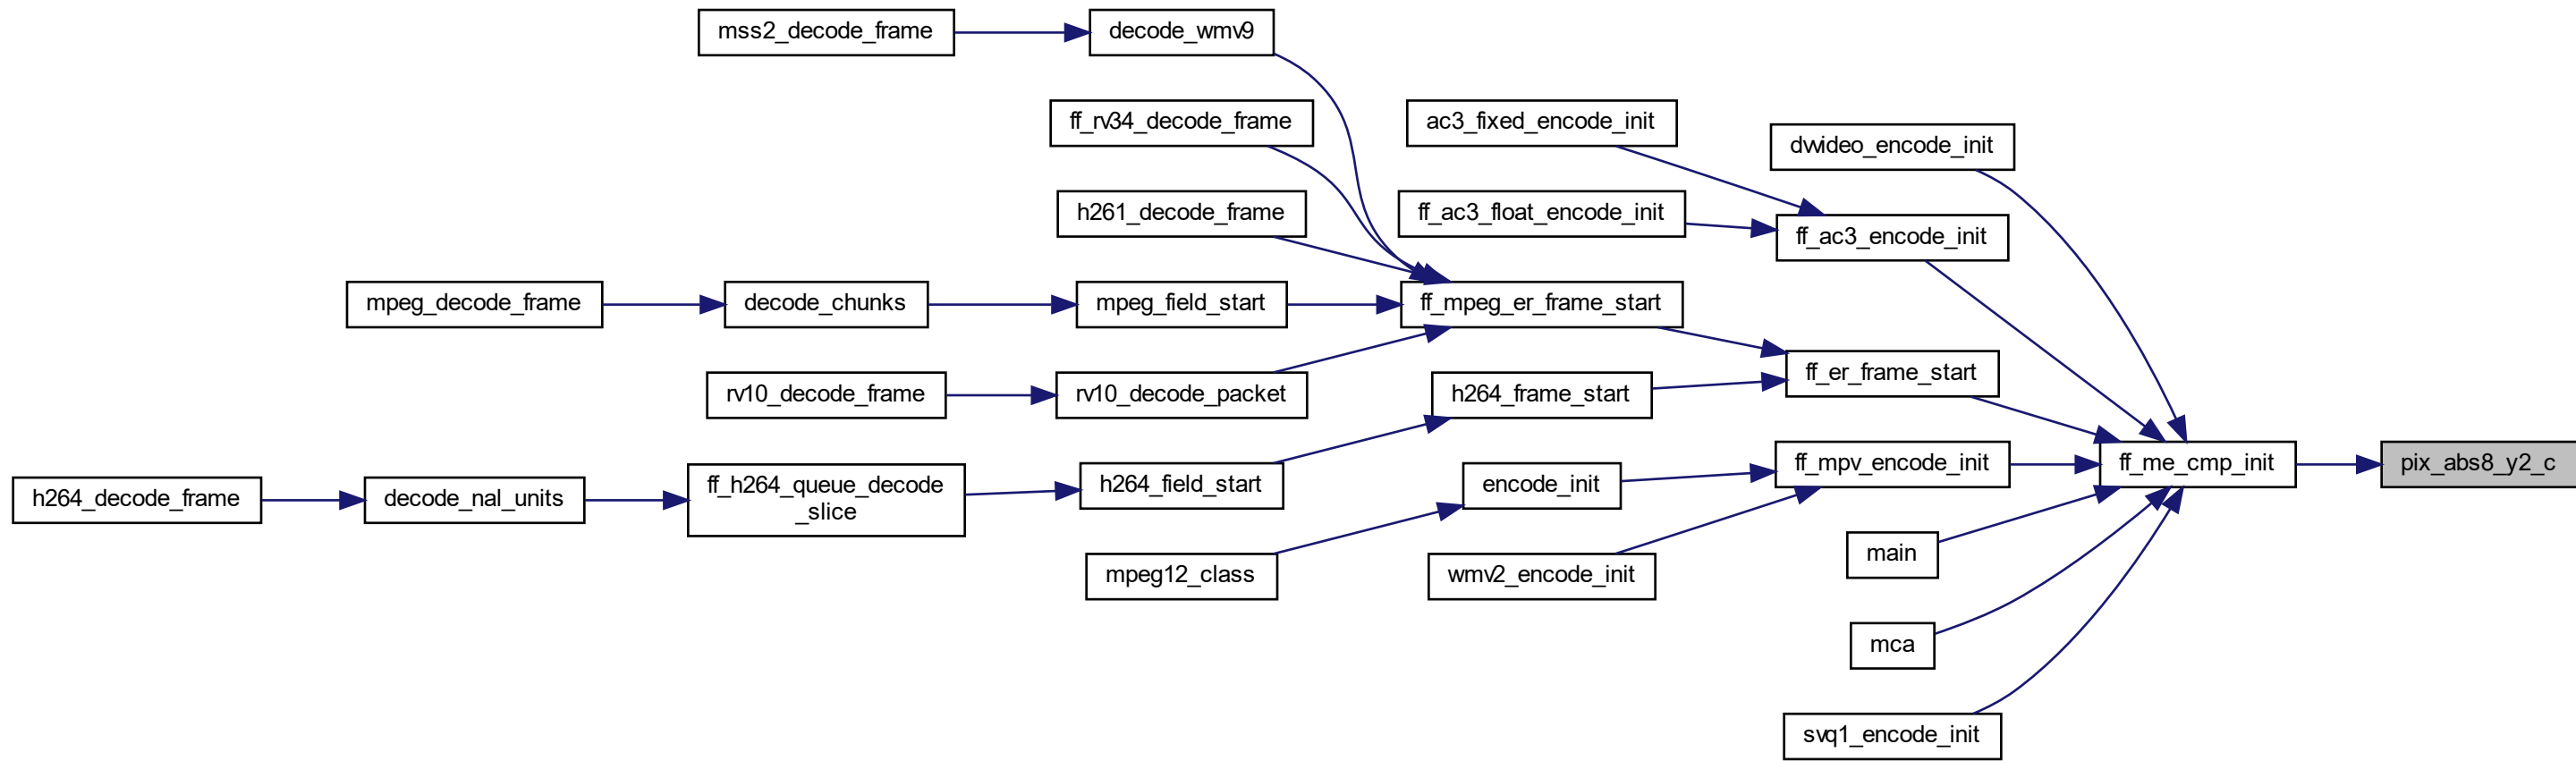 mss2_decode_frame
decode_wmv9
ff_rv34_decode_frame
ac3_fixed_encode_init
dvvideo_encode_init
h261_decode_frame
ff_ac3_float_encode_init
ff_ac3_encode_init
mpeg_decode_frame
decode_chunks
mpeg_field_start
ff_mpeg_er_frame_start
ff_er_frame_start
rv10_decode_frame
rv10_decode_packet
h264_frame_start
h264_decode_frame
decode_nal_units
ff_h264_queue_decode
_slice
h264_field_start
encode_init
ff_mpv_encode_init
ff_me_cmp_init
pix_abs8_y2_c
main
mpeg12_class
wmv2_encode_init
mca
svq1_encode_init